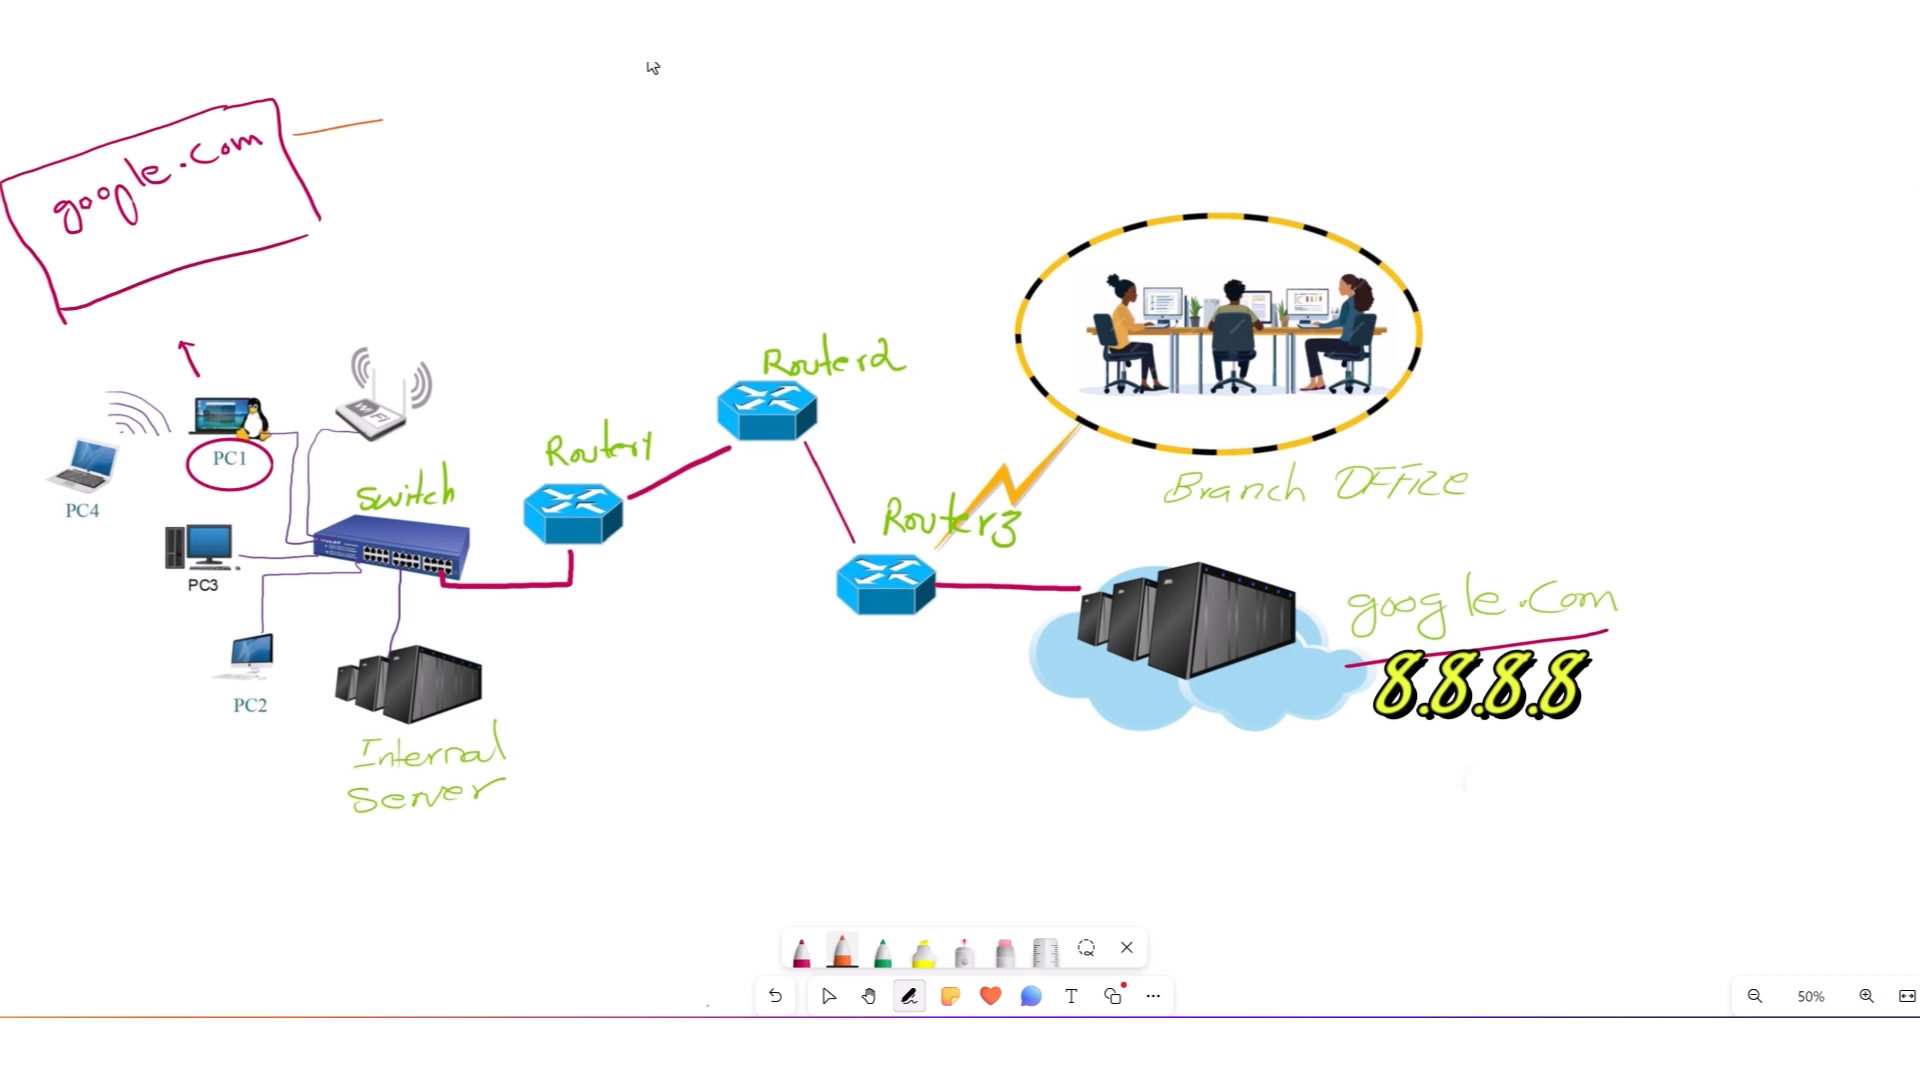 google.com
Router2
Router1
WiFi
PC1
Switch
PC4
Router3
Branch OFFICE
PC3
google.com
8.8.8.8
PC2
Internal
Server
50%